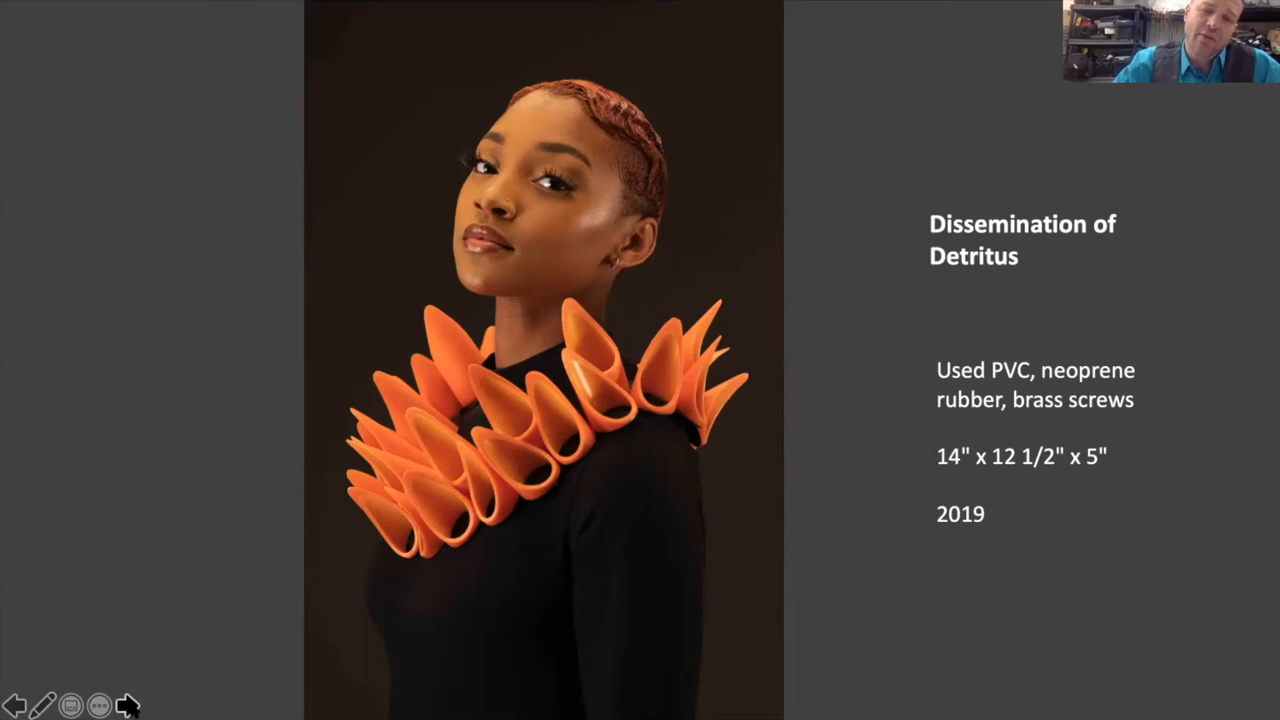 Dissemination of
Detritus
Used PVC, neoprene
rubber, brass screws
14" x 12 1/2" x 5"
2019